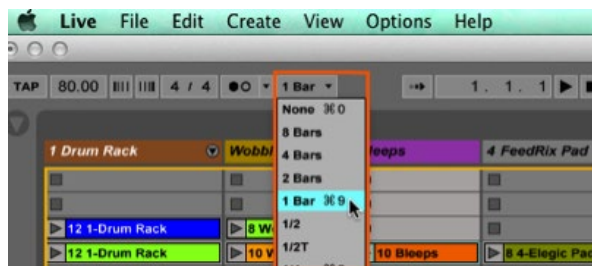 Live File Edit Create View Options Help
TAP 80.00 4 / 4 1 Bar 1. 1. 1
None ⌘0
8 Bars
1 Drum Rack 4 FeedRix Pad
4 Bars
2 Bars
1 Bar ⌘9
12 1-Drum Rack
1/2
12 1-Drum Rack 1/2T 10 Bleeps 8 4-Elegic Pad